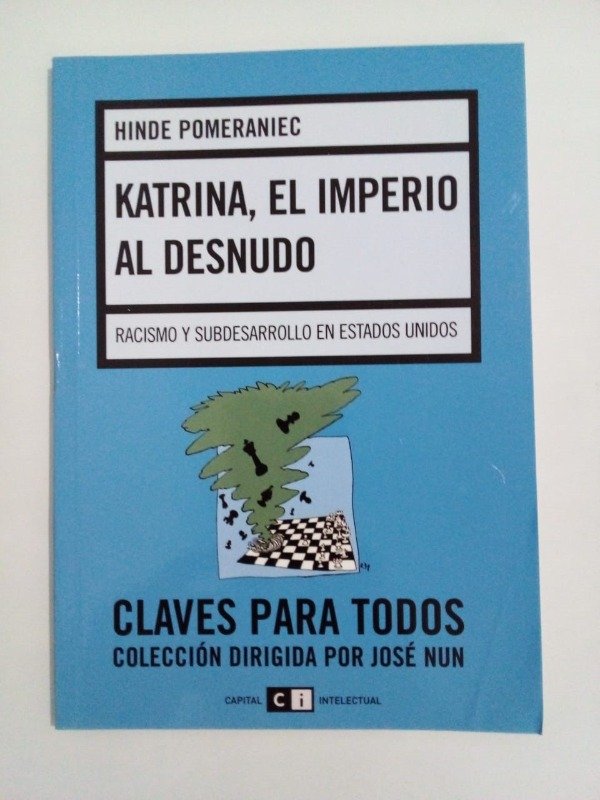 HINDE POMERANIEC
KATRINA, EL IMPERIO
AL DESNUDO
RACISMO Y SUBDESARROLLO EN ESTADOS UNIDOS
CLAVES PARA TODOS
COLECCIÓN DIRIGIDA POR JOSÉ NUN
CAPITAL Ci INTELECTUAL